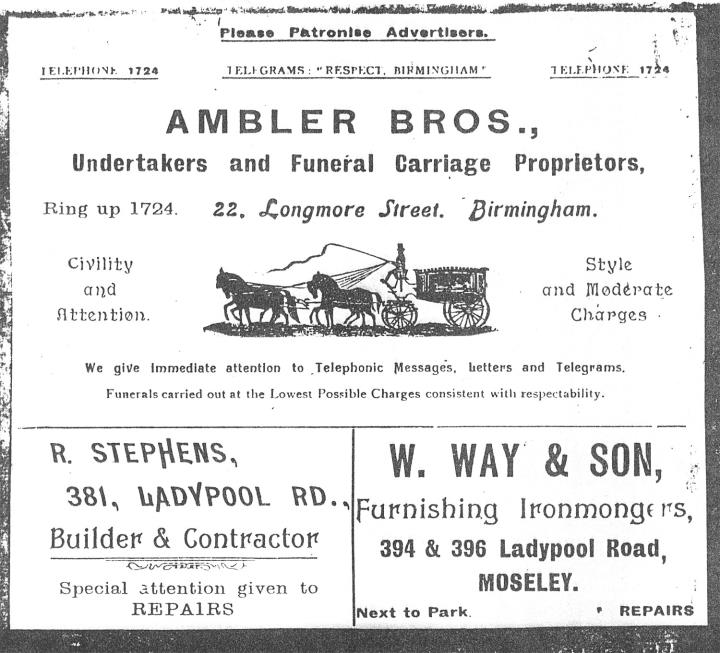 Please Patronise Advertisers.
TELEPHONE 1724
TELEGRAMS: "RESPECT, BIRMINGHAM"
TELEPHONE 1724
AMBLER BROS.,
Undertakers and Funeral Carriage Proprietors,
Ring up 1724. 22, Longmore Street. Birmingham.
Civility
and
Attention.
Style
and Moderate
Charges
We give immediate attention to Telephonic Messages, Letters and Telegrams.
Funerals carried out at the Lowest Possible Charges consistent with respectability.
R. STEPHENS,
381, LADYPOOL RD.,
Builder & Contractor
Special attention given to
REPAIRS
W. WAY & SON,
Furnishing Ironmongers,
394 & 396 Ladypool Road,
MOSELEY.
Next to Park. REPAIRS